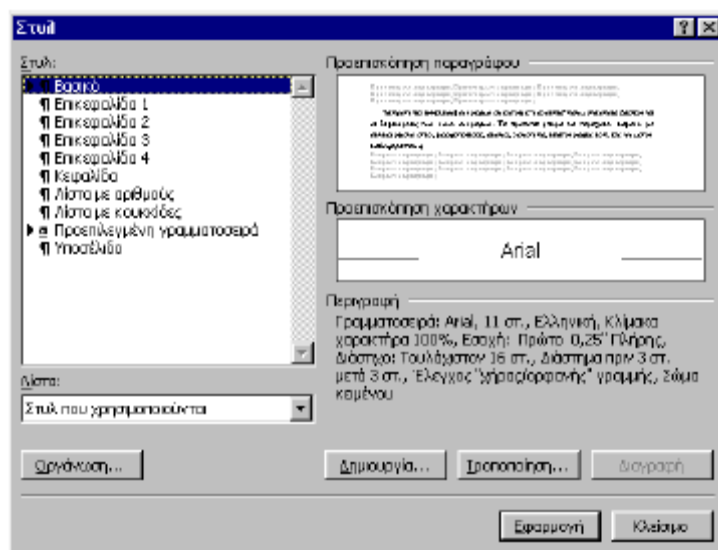 Στυλ
Στυλ:
¶ Βασικό
¶ Επικεφαλίδα 1
¶ Επικεφαλίδα 2
¶ Επικεφαλίδα 3
¶ Επικεφαλίδα 4
¶ Κεφαλίδα
¶ Λίστα με αριθμούς
¶ Λίστα με κουκκίδες
a Προεπιλεγμένη γραμματοσειρά
¶ Υποσέλιδο
Λίστα:
Στυλ που χρησιμοποιούνται
Προεπισκόπηση παραγράφου
Προεπισκόπηση χαρακτήρων
Arial
Περιγραφή
Γραμματοσειρά: Arial, 11 στ., Ελληνική, Κλίμακα
χαρακτήρα 100%, Εσοχή: Πρώτο 0,25" Πλήρης,
Διάστιχο: Τουλάχιστον 16 στ., Διάστημα πριν 3 στ.
μετά 3 στ., Έλεγχος "χήρας/ορφανής" γραμμής, Σώμα
κειμένου
Οργάνωση...
Δημιουργία...
Τροποποίηση...
Διαγραφή
Εφαρμογή
Κλείσιμο